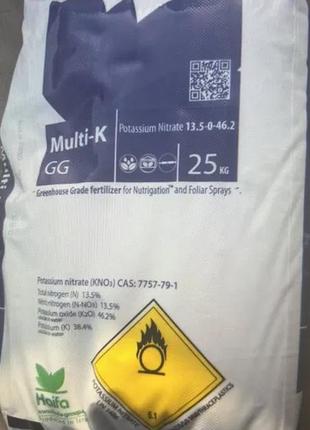 Multi-K
GG
Potassium Nitrate 13.5-0-46.2
25 KG
Greenhouse Grade fertilizer for Nutrigation™ and Foliar Sprays
Potassium nitrate (KNO₃) CAS: 7757-79-1
Total nitrogen (N) 13.5%
Nitric nitrogen (N-NO₃) 13.5%
Potassium oxide (K₂O) 46.2%
Potassium (K) 38.4%
Haifa
POTASSIUM NITRATE
5.1